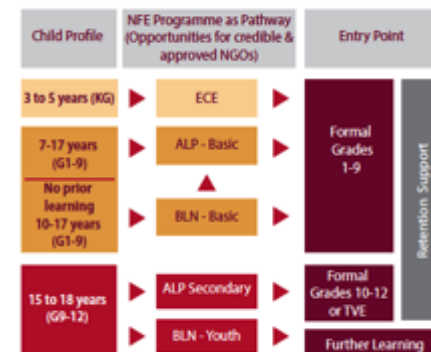 Child Profile
NFE Programme as Pathway
(Opportunities for credible &
approved NGOs)
Entry Point
3 to 5 years (KG)
ECE
7-17 years
(G1-9)
ALP - Basic
No prior
learning
10-17 years
(G1-9)
BLN - Basic
Formal
Grades
1-9
15 to 18 years
(G9-12)
ALP Secondary
BLN - Youth
Formal
Grades 10-12
or TVE
Further Learning
Retention Support